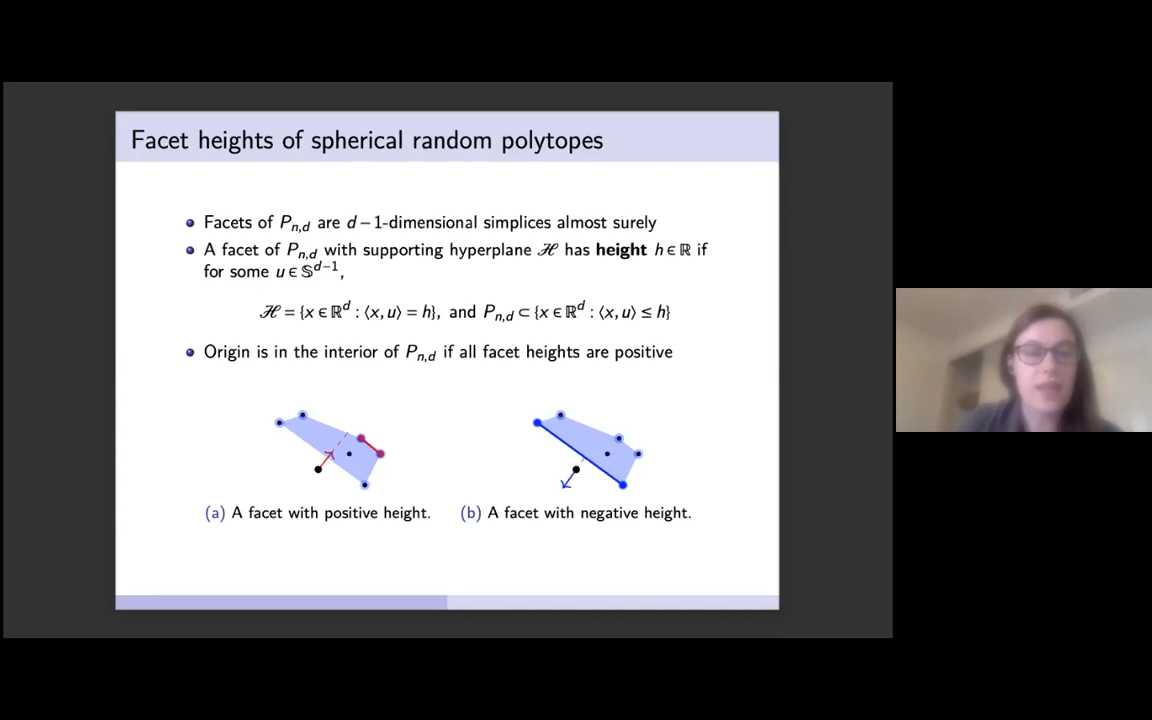 Facet heights of spherical random polytopes
Facets of P_{n,d} are d−1-dimensional simplices almost surely
A facet of P_{n,d} with supporting hyperplane ℋ has height h ∈ ℝ if
for some u ∈ 𝕊^{d−1},
ℋ = {x ∈ ℝ^d : ⟨x, u⟩ = h}, and P_{n,d} ⊂ {x ∈ ℝ^d : ⟨x, u⟩ ≤ h}
Origin is in the interior of P_{n,d} if all facet heights are positive
(a) A facet with positive height.
(b) A facet with negative height.